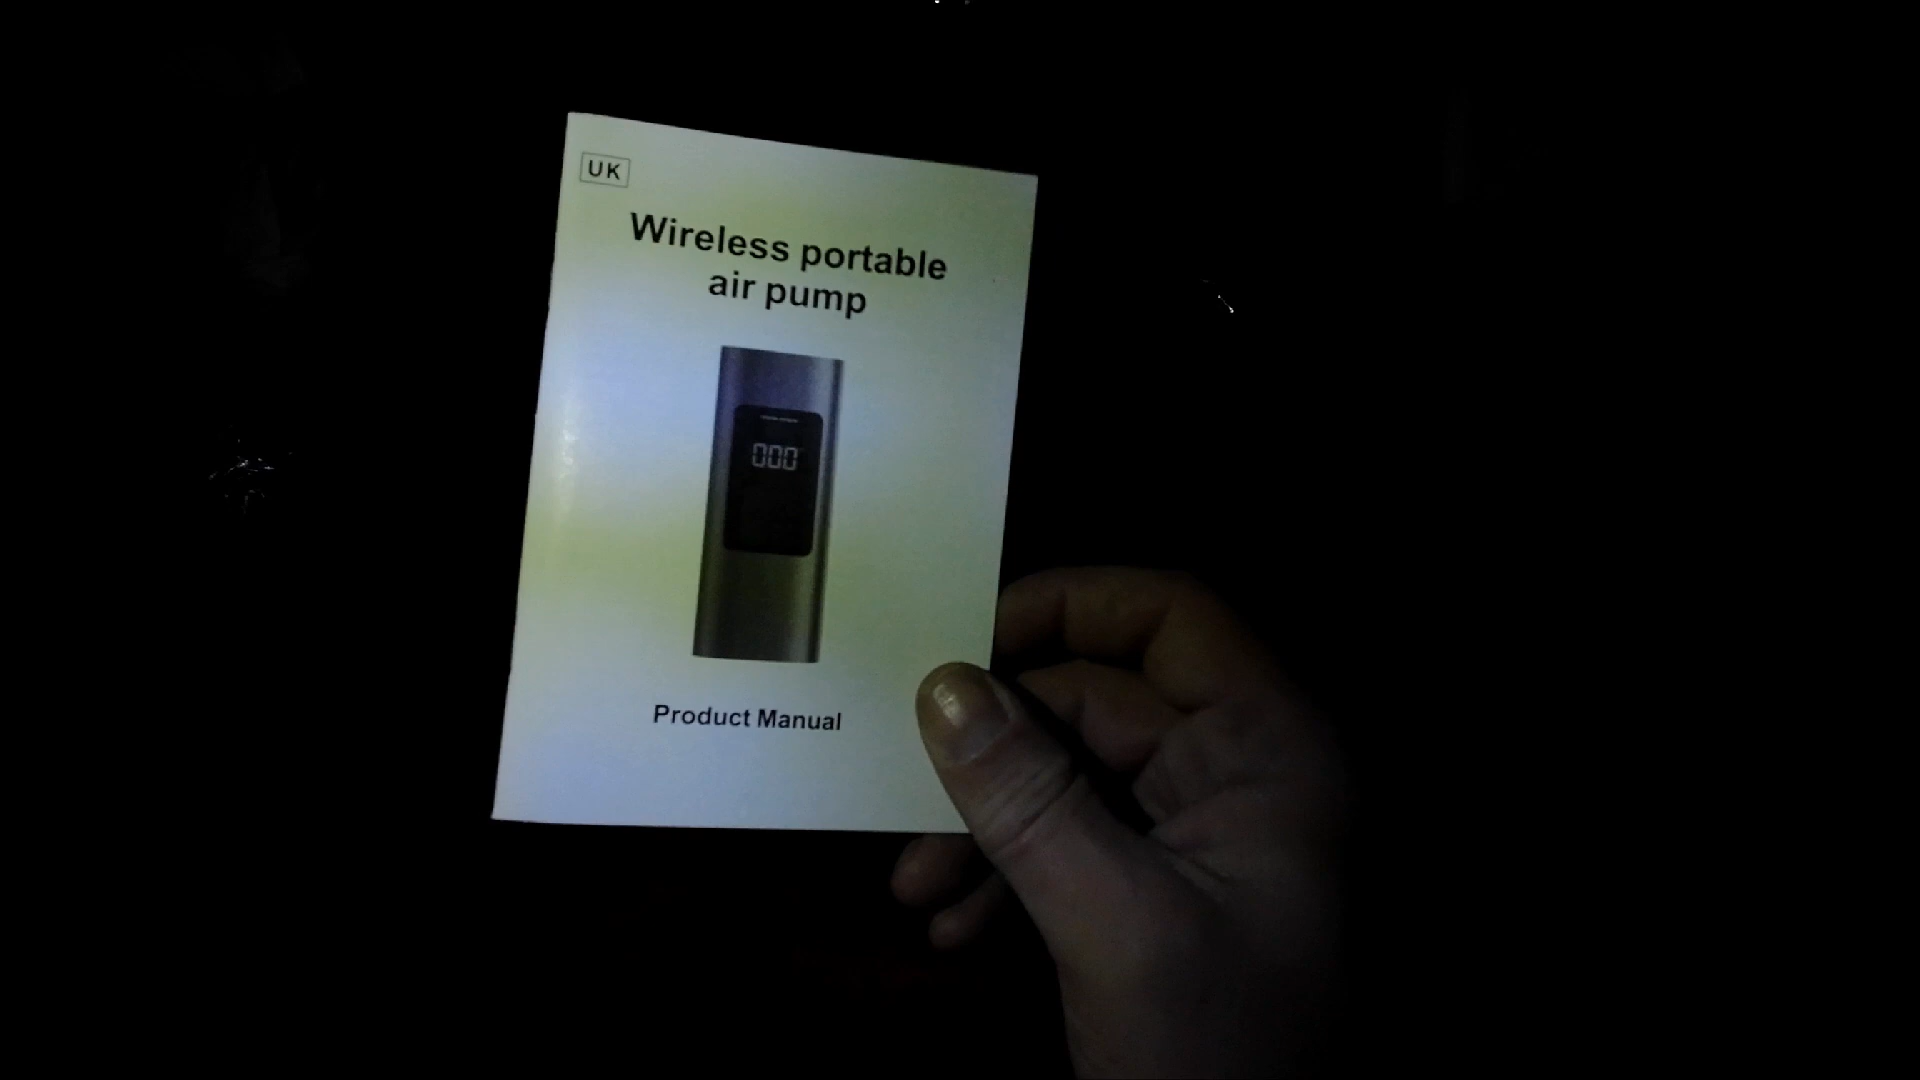 UK
Wireless portable
air pump
000
Product Manual